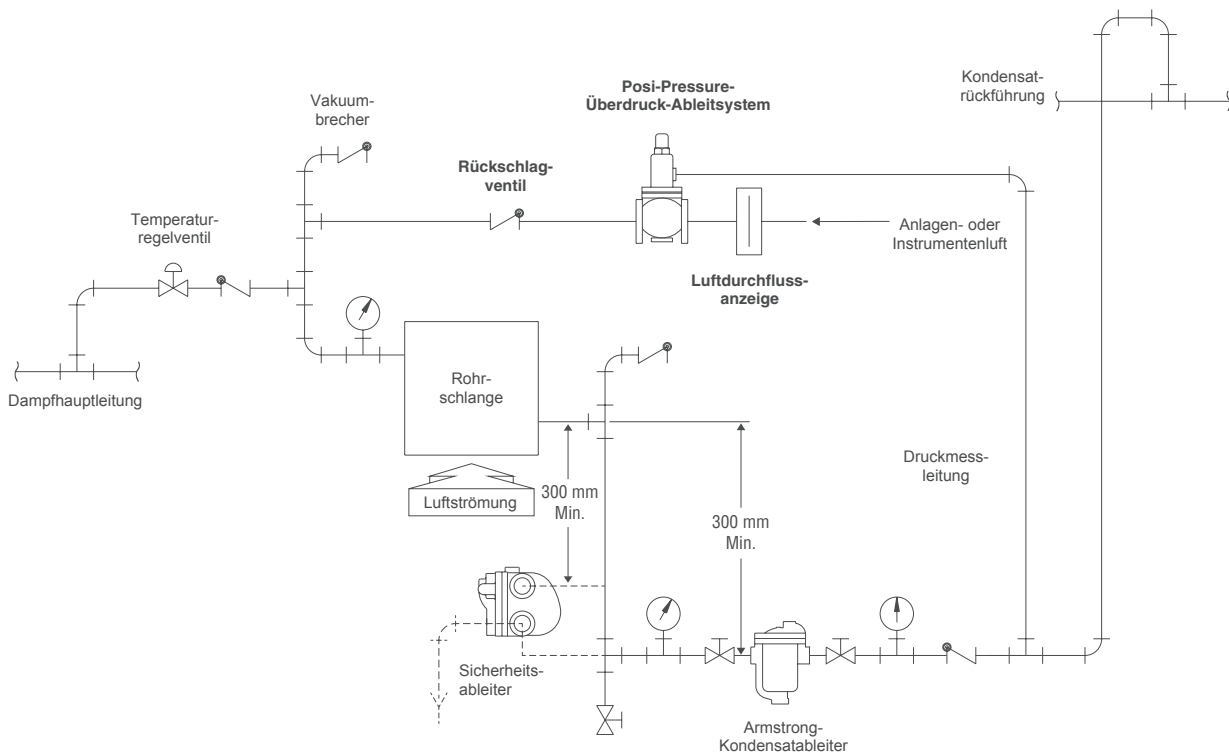 Vakuum-
brecher
Posi-Pressure-
Überdruck-Ableitsystem
Kondensat-
rückführung
Rückschlag-
ventil
Temperatur-
regelventil
Anlagen- oder
Instrumentenluft
Luftdurchfluss-
anzeige
Dampfhauptleitung
Rohr-
schlange
Luftströmung
300 mm
Min.
300 mm
Min.
Druckmess-
leitung
Sicherheits-
ableiter
Armstrong-
Kondensatableiter